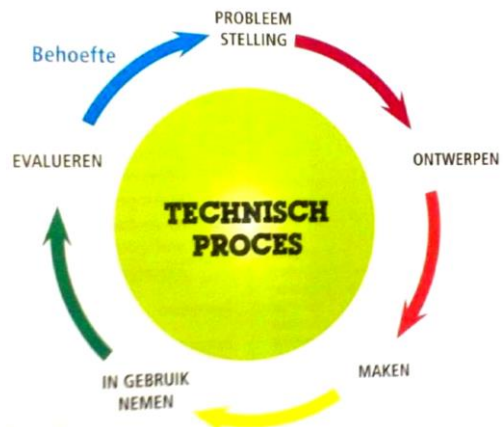 PROBLEEM
STELLING
Behoefte
EVALUEREN
ONTWERPEN
TECHNISCH
PROCES
MAKEN
IN GEBRUIK
NEMEN